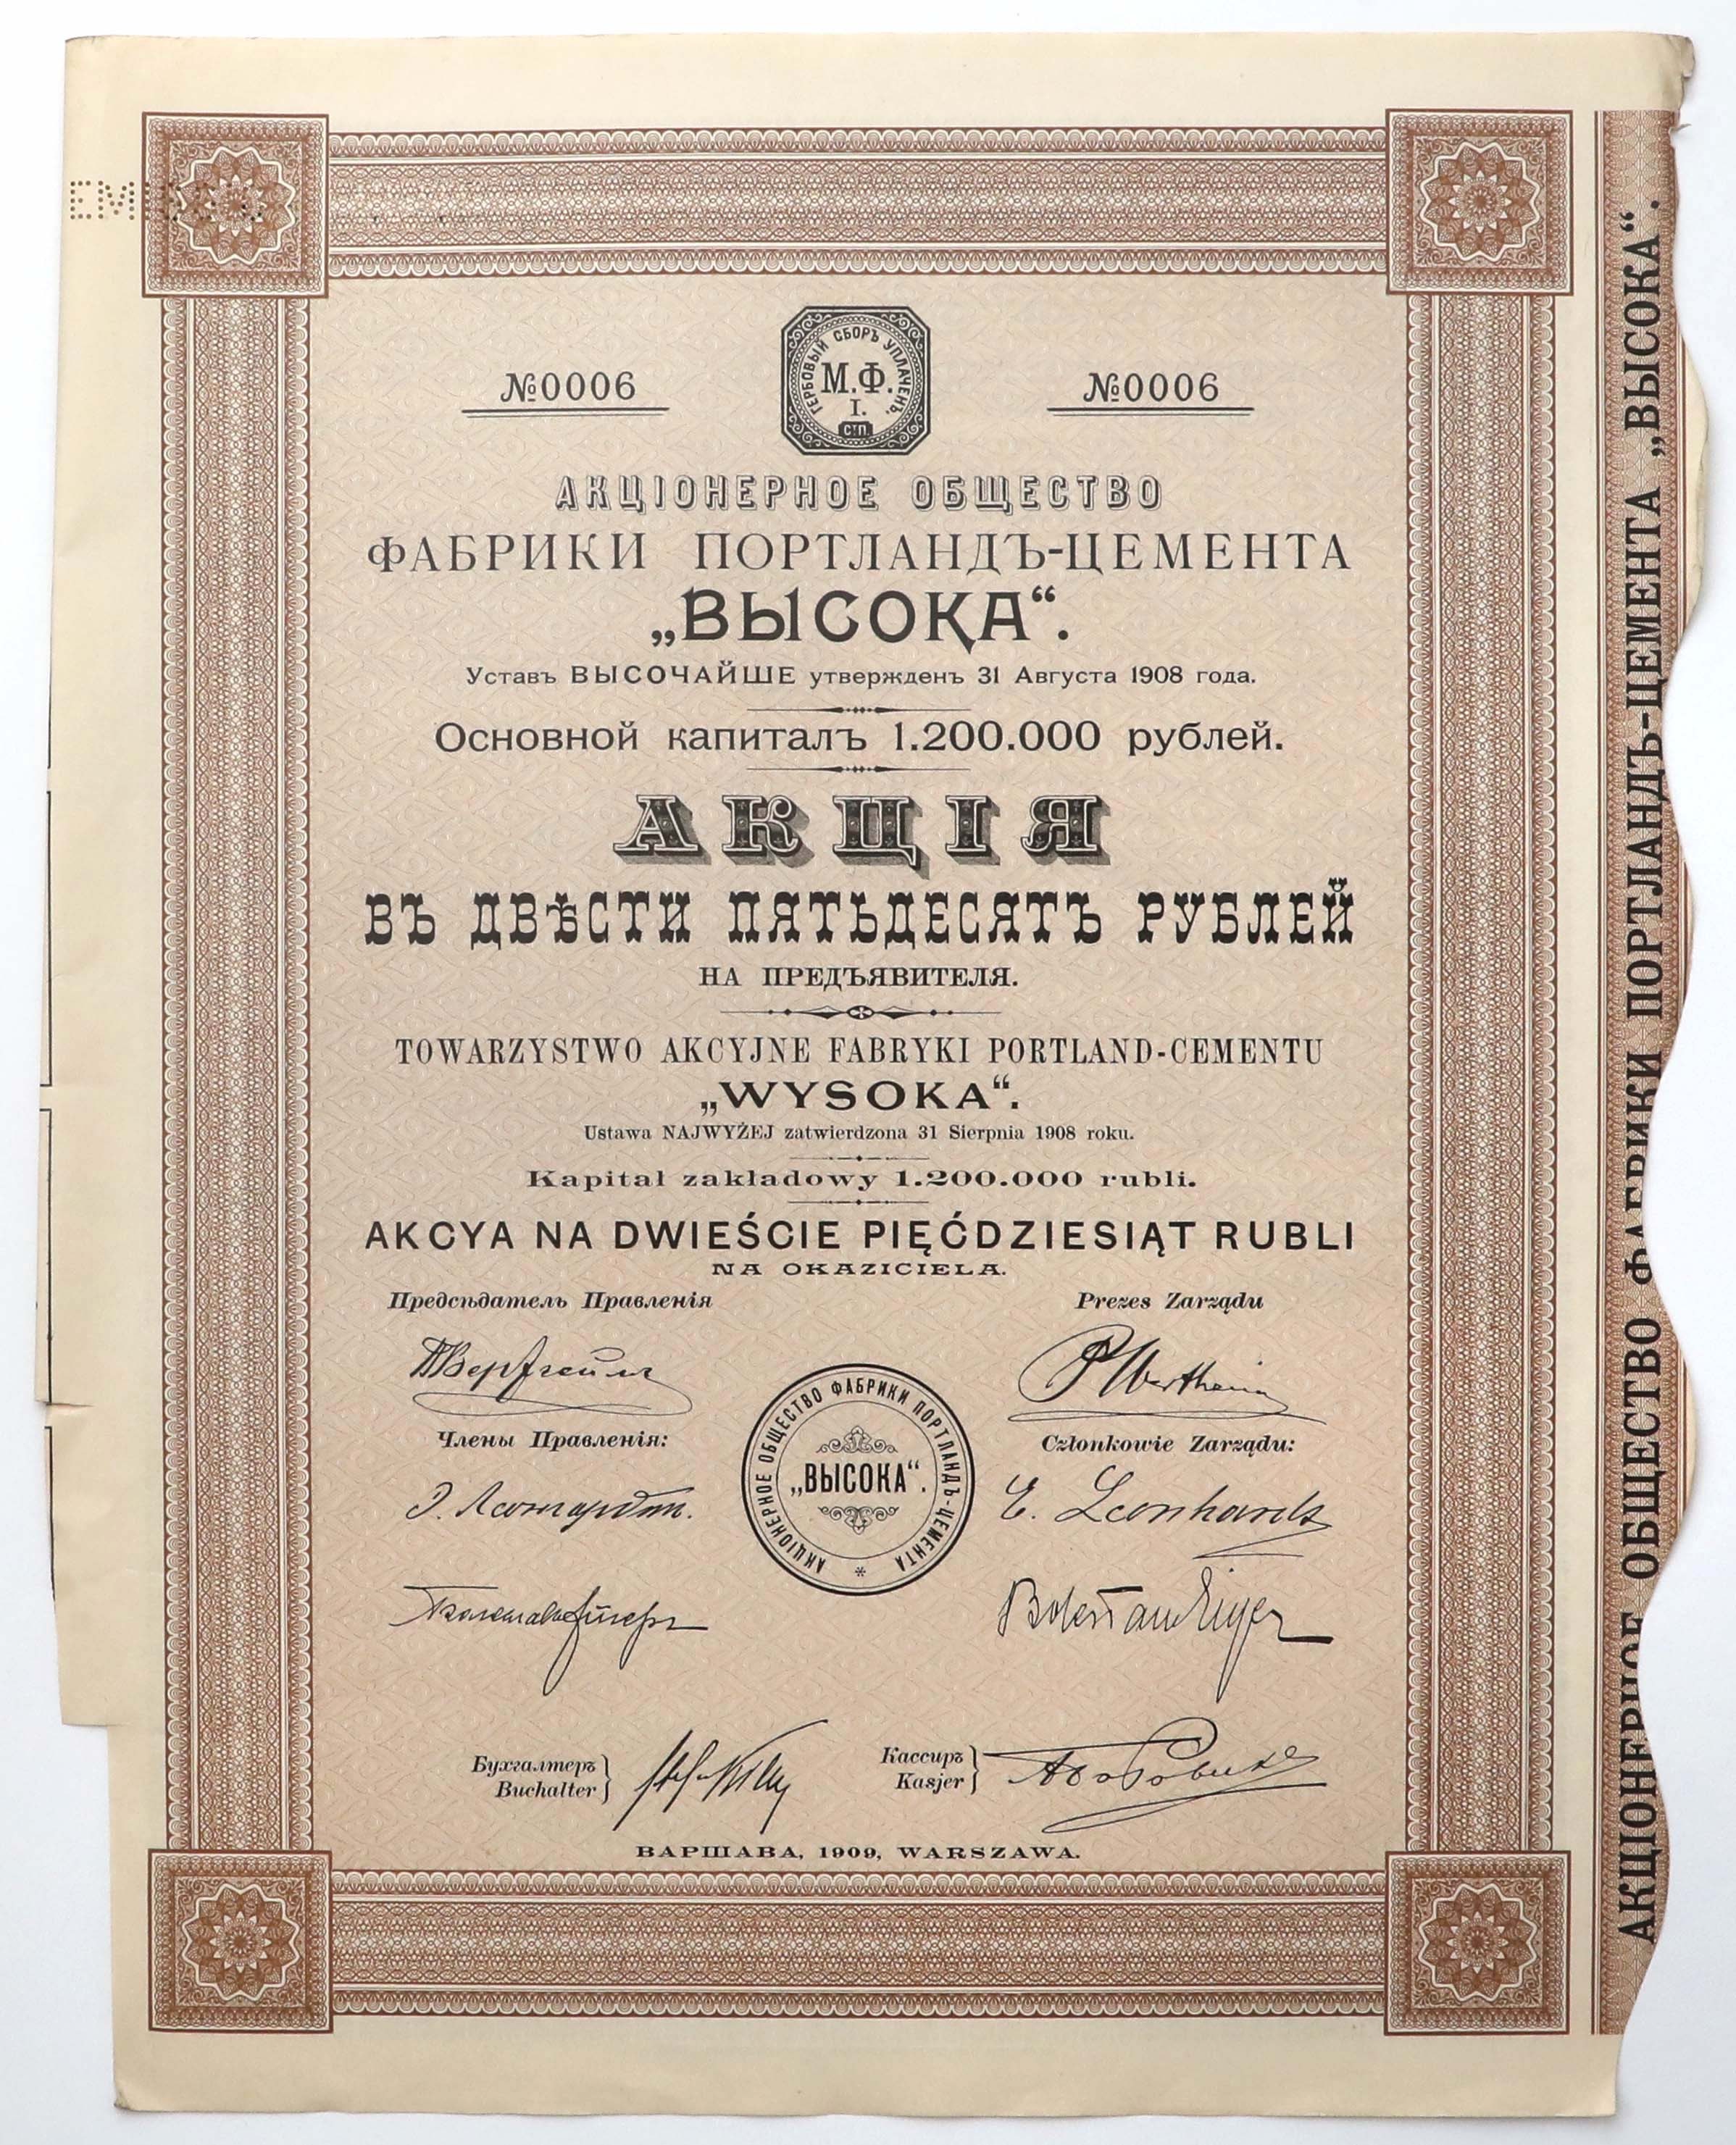 №0006
ГЕРБОВЫЙ СБОРЪ УПЛАЧЕНЪ.
М.Ф.
I.
СТП.
№0006
АКЦІОНЕРНОЕ ОБЩЕСТВО
ФАБРИКИ ПОРТЛАНДЪ-ЦЕМЕНТА
„ВЫСОКА“.
Уставъ ВЫСОЧАЙШЕ утвержденъ 31 Августа 1908 года.
Основной капиталъ 1.200.000 рублей.
АКЦІЯ
ВЪ ДВѢСТИ ПЯТЬДЕСЯТЪ РУБЛЕЙ
НА ПРЕДЪЯВИТЕЛЯ.
TOWARZYSTWO AKCYJNE FABRYKI PORTLAND-CEMENTU
„WYSOKA“.
Ustawa NAJWYŻEJ zatwierdzona 31 Sierpnia 1908 roku.
Kapitał zakładowy 1.200.000 rubli.
AKCYA NA DWIEŚCIE PIĘĆDZIESIĄT RUBLI
NA OKAZICIELA.
Предсѣдатель Правленія
Prezes Zarządu
P Wertheim
Члены Правленія:
Członkowie Zarządu:
E. Leonhardt
Bolesław Eiger
АКЦІОНЕРНОЕ ОБЩЕСТВО ФАБРИКИ ПОРТЛАНДЪ-ЦЕМЕНТА
„ВЫСОКА“.
Бухгалтеръ
Buchalter
Кассиръ
Kasjer
ВАРШАВА, 1909, WARSZAWA.
АКЦІОНЕРНОЕ ОБЩЕСТВО ФАБРИКИ ПОРТЛАНДЪ-ЦЕМЕНТА „ВЫСОКА“.